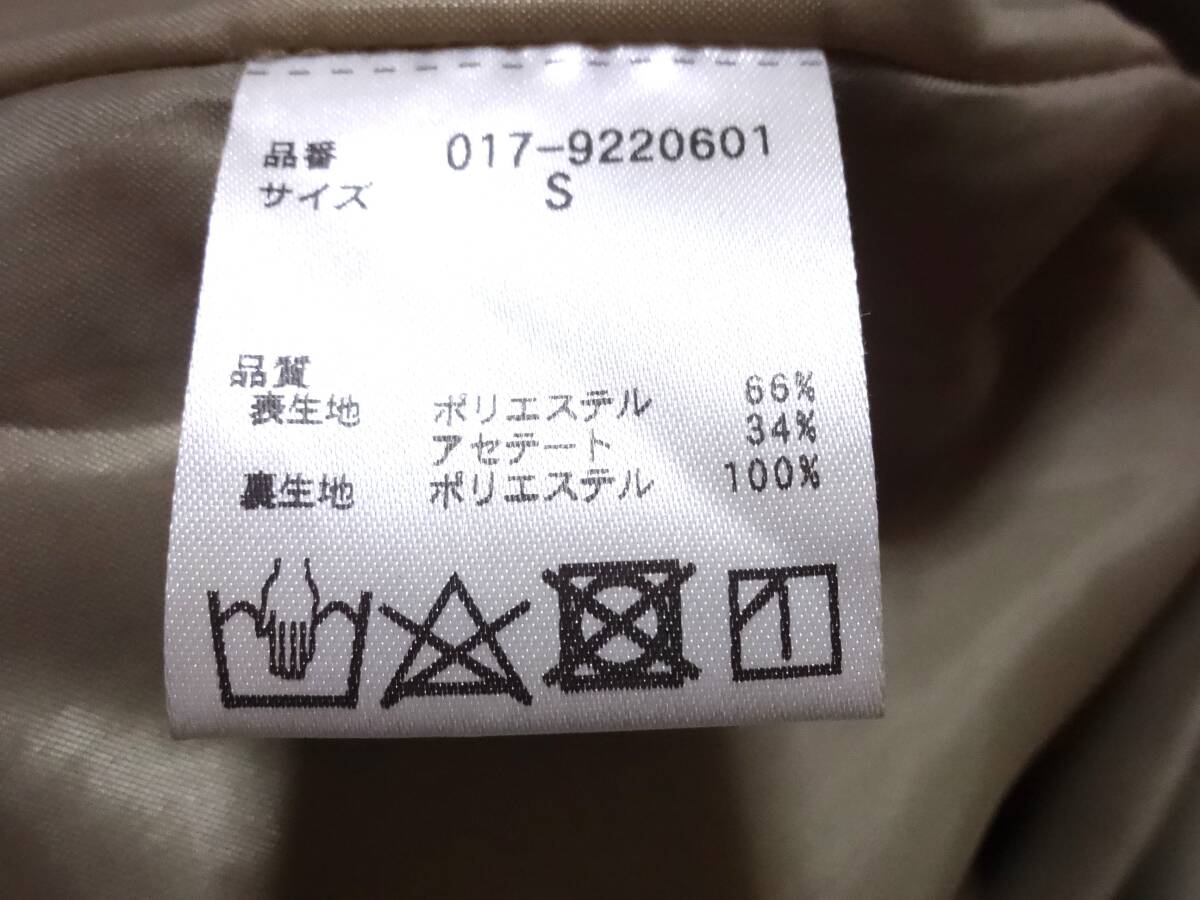 品番 017-9220601
サイズ S
品質
表生地 ポリエステル 66%
アセテート 34%
裏生地 ポリエステル 100%